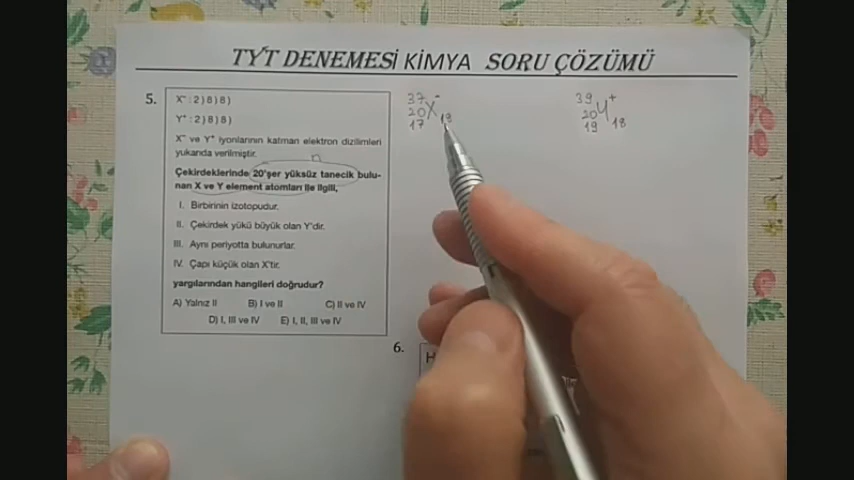 TYT DENEMESİ KİMYA SORU ÇÖZÜMÜ
5.
X⁻ : 2) 8) 8)
Y⁺ : 2) 8) 8)
X⁻ ve Y⁺ iyonlarının katman elektron dizilimleri
yukarıda verilmiştir.
n
Çekirdeklerinde 20'şer yüksüz tanecik bulu-
nan X ve Y element atomları ile ilgili,
I. Birbirinin izotopudur.
II. Çekirdek yükü büyük olan Y'dir.
III. Aynı periyotta bulunurlar.
IV. Çapı küçük olan X'tir.
yargılarından hangileri doğrudur?
A) Yalnız II B) I ve II C) II ve IV
D) I, III ve IV E) I, II, III ve IV
37 −
20 X
17 18
39 +
20 Y
19 18
6.
H